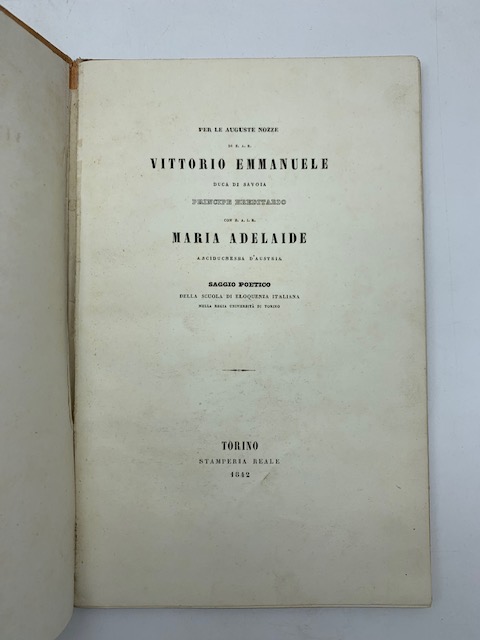 PER LE AUGUSTE NOZZE
DI S. A. R.
VITTORIO EMMANUELE
DUCA DI SAVOIA
PRINCIPE EREDITARIO
CON S. A. I. R.
MARIA ADELAIDE
ARCIDUCHESSA D'AUSTRIA
SAGGIO POETICO
DELLA SCUOLA DI ELOQUENZA ITALIANA
NELLA REGIA UNIVERSITÀ DI TORINO
TORINO
STAMPERIA REALE
1842